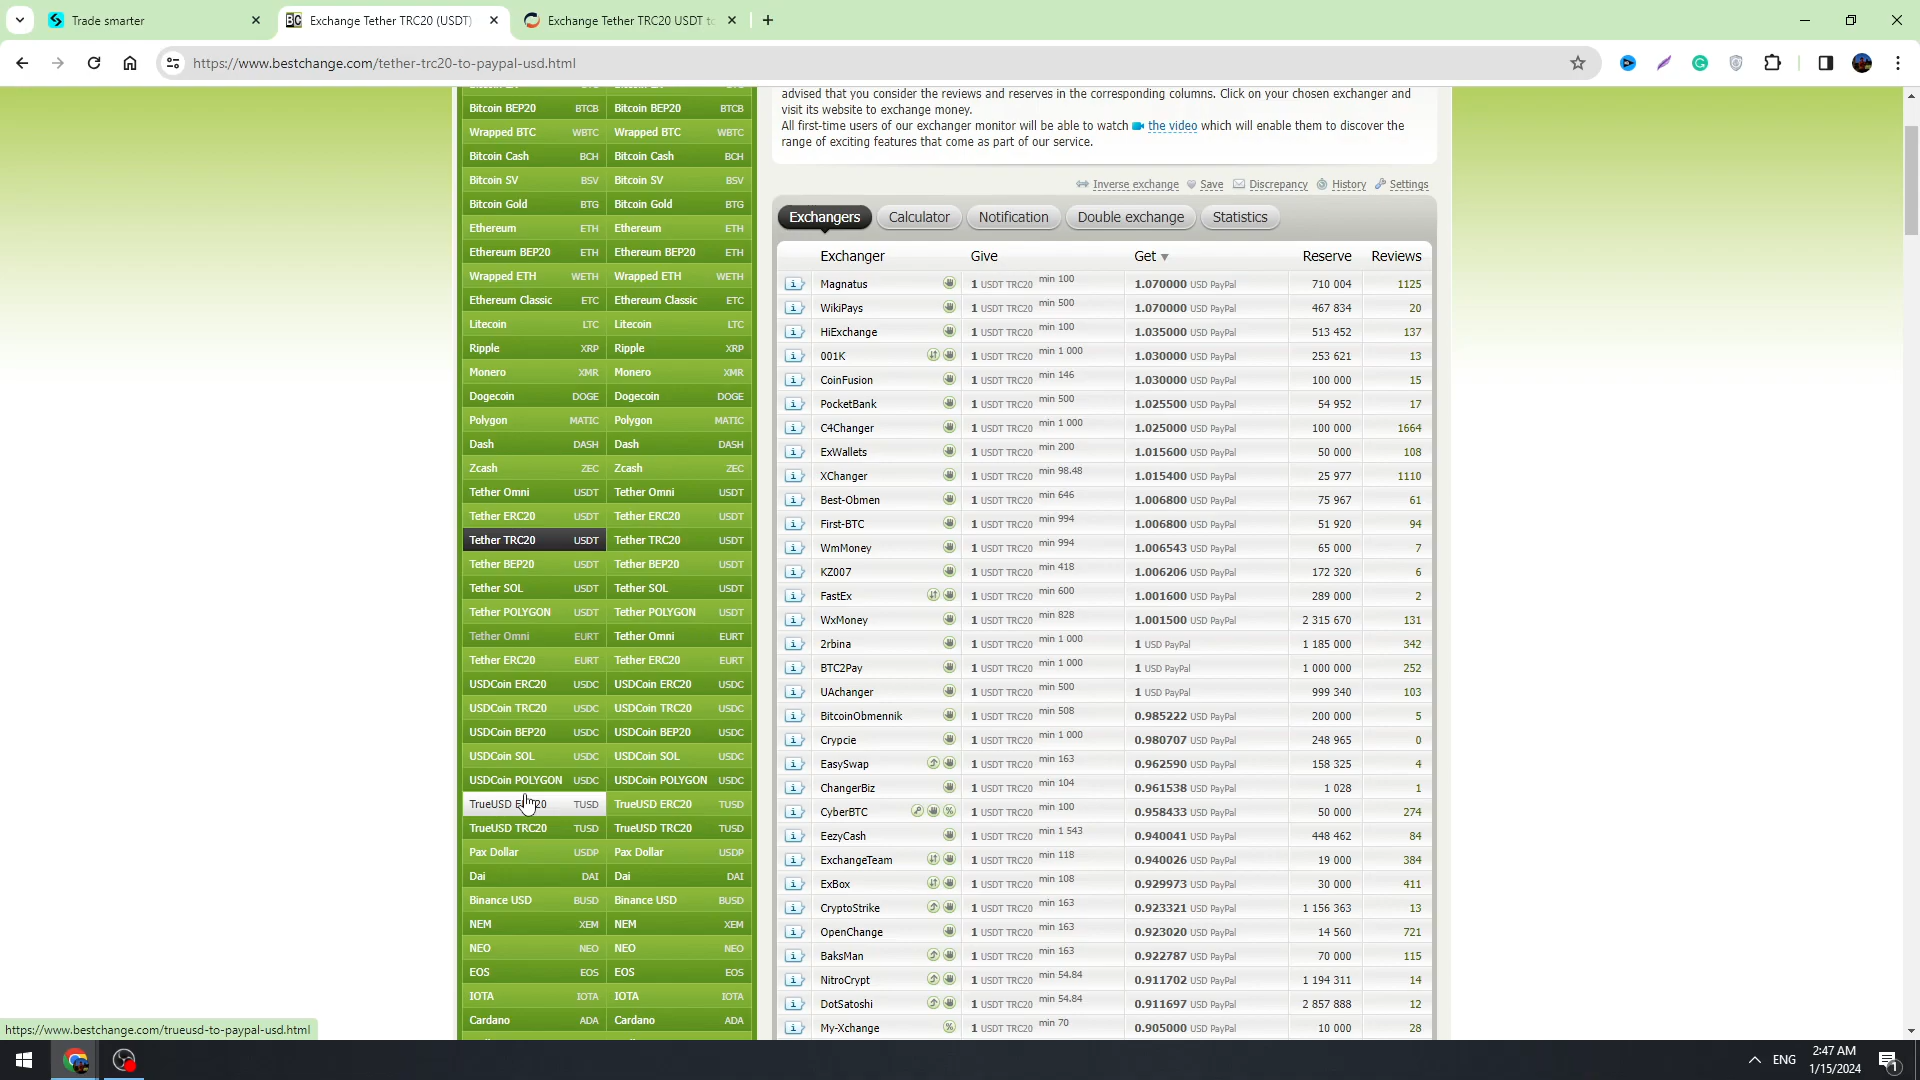 Trade smarter
Exchange Tether TRC20 (USDT)
Exchange Tether TRC20 USDT to
https://www.bestchange.com/tether-trc20-to-paypal-usd.html
advised that you consider the reviews and reserves in the corresponding columns. Click on your chosen exchanger and
visit its website to exchange money.
All first-time users of our exchanger monitor will be able to watch the video which will enable them to discover the
range of exciting features that come as part of our service.
Inverse exchange Save Discrepancy History Settings
Exchangers Calculator Notification Double exchange Statistics
Bitcoin BEP20 BTCB Bitcoin BEP20 BTCB
Wrapped BTC WBTC Wrapped BTC WBTC
Bitcoin Cash BCH Bitcoin Cash BCH
Bitcoin SV BSV Bitcoin SV BSV
Bitcoin Gold BTG Bitcoin Gold BTG
Ethereum ETH Ethereum ETH
Ethereum BEP20 ETH Ethereum BEP20 ETH
Wrapped ETH WETH Wrapped ETH WETH
Ethereum Classic ETC Ethereum Classic ETC
Litecoin LTC Litecoin LTC
Ripple XRP Ripple XRP
Monero XMR Monero XMR
Dogecoin DOGE Dogecoin DOGE
Polygon MATIC Polygon MATIC
Dash DASH Dash DASH
Zcash ZEC Zcash ZEC
Tether Omni USDT Tether Omni USDT
Tether ERC20 USDT Tether ERC20 USDT
Tether TRC20 USDT Tether TRC20 USDT
Tether BEP20 USDT Tether BEP20 USDT
Tether SOL USDT Tether SOL USDT
Tether POLYGON USDT Tether POLYGON USDT
Tether Omni EURT Tether Omni EURT
Tether ERC20 EURT Tether ERC20 EURT
USDCoin ERC20 USDC USDCoin ERC20 USDC
USDCoin TRC20 USDC USDCoin TRC20 USDC
USDCoin BEP20 USDC USDCoin BEP20 USDC
USDCoin SOL USDC USDCoin SOL USDC
USDCoin POLYGON USDC USDCoin POLYGON USDC
TrueUSD TUSD TrueUSD ERC20 TUSD
TrueUSD TRC20 TUSD TrueUSD TRC20 TUSD
Pax Dollar USDP Pax Dollar USDP
Dai DAI Dai DAI
Binance USD BUSD Binance USD BUSD
NEM XEM NEM XEM
NEO NEO NEO NEO
EOS EOS EOS EOS
IOTA IOTA IOTA IOTA
Cardano ADA Cardano ADA
Exchanger Give Get ▼ Reserve Reviews
Magnatus 1 USDT TRC20 min 100 1.070000 USD PayPal 710 004 1125
WikiPays 1 USDT TRC20 min 500 1.070000 USD PayPal 467 834 20
HiExchange 1 USDT TRC20 min 100 1.035000 USD PayPal 513 452 137
001K 1 USDT TRC20 min 1 000 1.030000 USD PayPal 253 621 13
CoinFusion 1 USDT TRC20 min 146 1.030000 USD PayPal 100 000 15
PocketBank 1 USDT TRC20 min 500 1.025500 USD PayPal 54 952 17
C4Changer 1 USDT TRC20 min 1 000 1.025000 USD PayPal 100 000 1664
ExWallets 1 USDT TRC20 min 200 1.015600 USD PayPal 50 000 108
XChanger 1 USDT TRC20 min 98.48 1.015400 USD PayPal 25 977 1110
Best-Obmen 1 USDT TRC20 min 646 1.006800 USD PayPal 75 967 61
First-BTC 1 USDT TRC20 min 994 1.006800 USD PayPal 51 920 94
WmMoney 1 USDT TRC20 min 994 1.006543 USD PayPal 65 000 7
KZ007 1 USDT TRC20 min 418 1.006206 USD PayPal 172 320 6
FastEx 1 USDT TRC20 min 600 1.001600 USD PayPal 289 000 2
WxMoney 1 USDT TRC20 min 828 1.001500 USD PayPal 2 315 670 131
2rbina 1 USDT TRC20 min 1 000 1 USD PayPal 1 185 000 342
BTC2Pay 1 USDT TRC20 min 1 000 1 USD PayPal 1 000 000 252
UAchanger 1 USDT TRC20 min 500 1 USD PayPal 999 340 103
BitcoinObmennik 1 USDT TRC20 min 508 0.985222 USD PayPal 200 000 5
Crypcie 1 USDT TRC20 min 1 000 0.980707 USD PayPal 248 965 0
EasySwap 1 USDT TRC20 min 163 0.962590 USD PayPal 158 325 4
ChangerBiz 1 USDT TRC20 min 104 0.961538 USD PayPal 1 028 1
CyberBTC 1 USDT TRC20 min 100 0.958433 USD PayPal 50 000 274
EezyCash 1 USDT TRC20 min 1 543 0.940041 USD PayPal 448 462 84
ExchangeTeam 1 USDT TRC20 min 118 0.940026 USD PayPal 19 000 384
ExBox 1 USDT TRC20 min 108 0.929973 USD PayPal 30 000 411
CryptoStrike 1 USDT TRC20 min 163 0.923321 USD PayPal 1 156 363 13
OpenChange 1 USDT TRC20 min 163 0.923020 USD PayPal 14 560 721
BaksMan 1 USDT TRC20 min 163 0.922787 USD PayPal 70 000 115
NitroCrypt 1 USDT TRC20 min 54.84 0.911702 USD PayPal 1 194 311 14
DotSatoshi 1 USDT TRC20 min 54.84 0.911697 USD PayPal 2 857 888 12
My-Xchange 1 USDT TRC20 min 70 0.905000 USD PayPal 10 000 28
https://www.bestchange.com/trueusd-to-paypal-usd.html
ENG
2:47 AM
1/15/2024
1